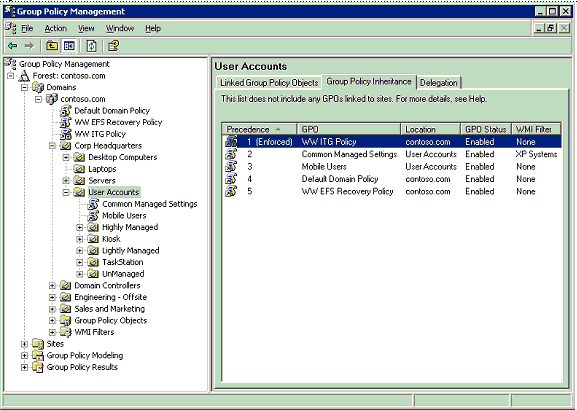 Group Policy Management
File Action View Window Help
Group Policy Management
Forest: contoso.com
Domains
contoso.com
Default Domain Policy
WW EFS Recovery Policy
WW ITG Policy
Corp Headquarters
Desktop Computers
Laptops
Servers
User Accounts
Common Managed Settings
Mobile Users
Highly Managed
Kiosk
Lightly Managed
TaskStation
UnManaged
Domain Controllers
Engineering - Offsite
Sales and Marketing
Group Policy Objects
WMI Filters
Sites
Group Policy Modeling
Group Policy Results
User Accounts
Linked Group Policy Objects Group Policy Inheritance Delegation
This list does not include any GPOs linked to sites. For more details, see Help.
Precedence GPO Location GPO Status WMI Filter
1 (Enforced) WW ITG Policy contoso.com Enabled None
2 Common Managed Settings User Accounts Enabled XP Systems
3 Mobile Users User Accounts Enabled None
4 Default Domain Policy contoso.com Enabled None
5 WW EFS Recovery Policy contoso.com Enabled None